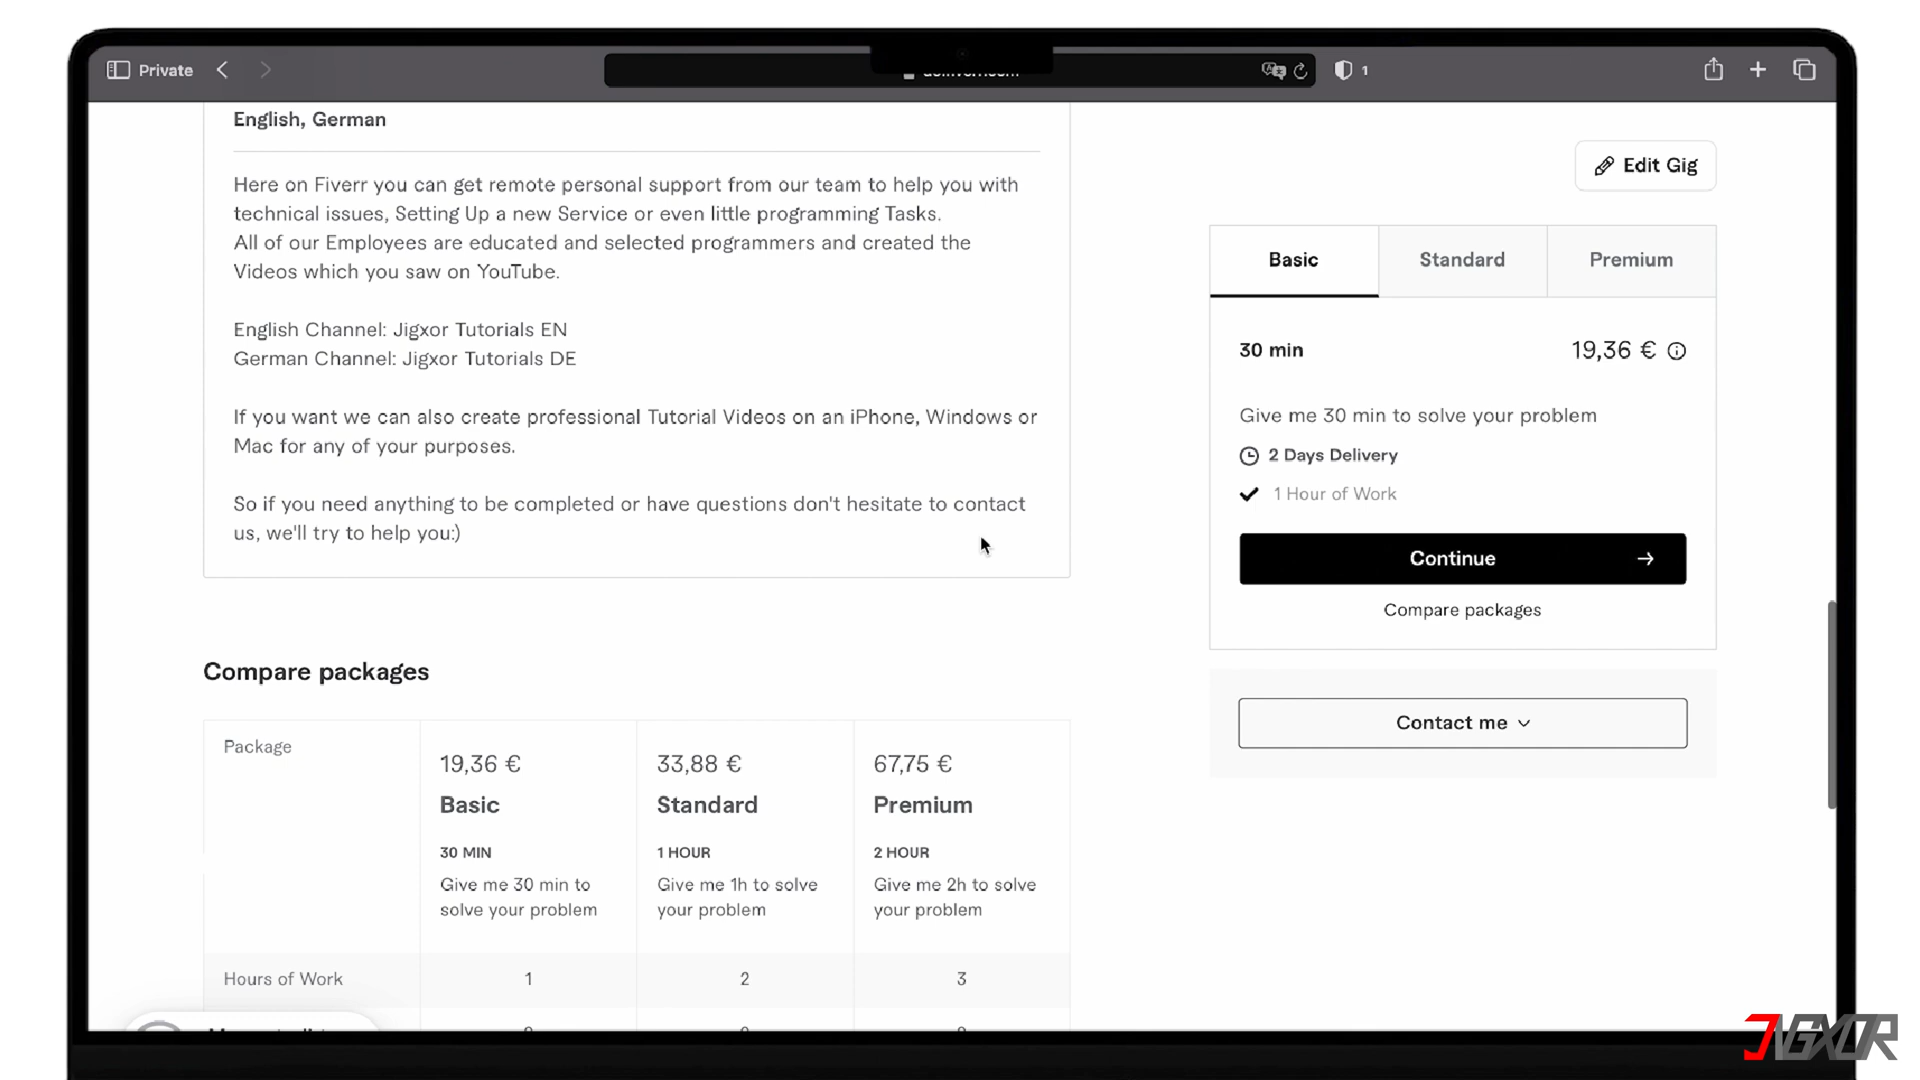 Private
1
English, German
Here on Fiverr you can get remote personal support from our team to help you with
technical issues, Setting Up a new Service or even little programming Tasks.
All of our Employees are educated and selected programmers and created the
Videos which you saw on YouTube.
English Channel: Jigxor Tutorials EN
German Channel: Jigxor Tutorials DE
If you want we can also create professional Tutorial Videos on an iPhone, Windows or
Mac for any of your purposes.
So if you need anything to be completed or have questions don't hesitate to contact
us, we'll try to help you:)
Edit Gig
Basic Standard Premium
30 min 19,36 €
Give me 30 min to solve your problem
2 Days Delivery
1 Hour of Work
Continue
Compare packages
Contact me
Compare packages
Package
19,36 € 33,88 € 67,75 €
Basic Standard Premium
30 MIN 1 HOUR 2 HOUR
Give me 30 min to Give me 1h to solve Give me 2h to solve
solve your problem your problem your problem
Hours of Work 1 2 3
JIGXOR